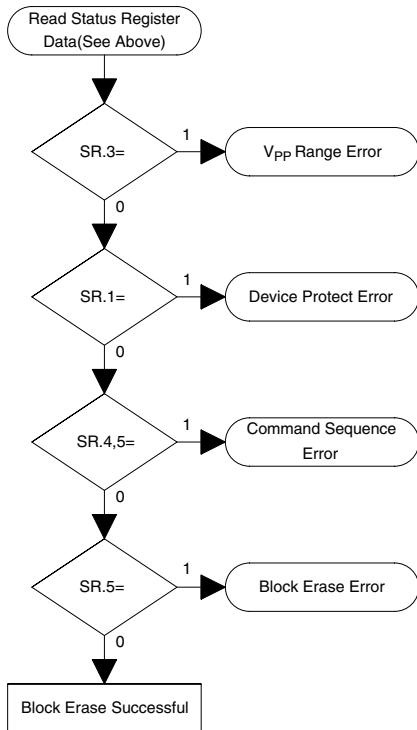 Read Status Register
Data(See Above)
SR.3=
1
VPP Range Error
0
SR.1=
1
Device Protect Error
0
SR.4,5=
1
Command Sequence
Error
0
SR.5=
1
Block Erase Error
0
Block Erase Successful